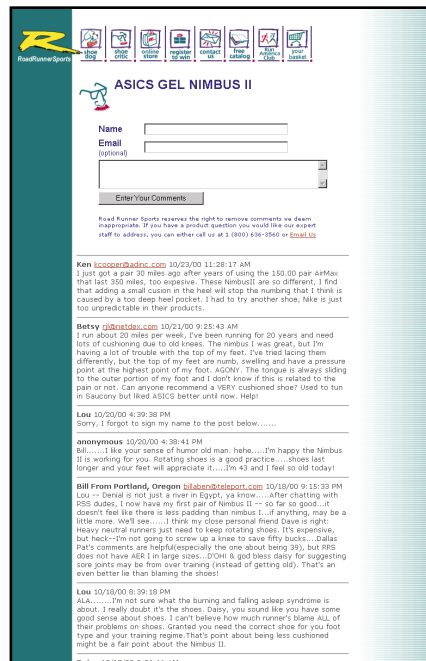 RoadRunnerSports
shoe dog
shoe critic
online store
register to win
contact us
free catalog
Run America Club
your basket
ASICS GEL NIMBUS II
Name
Email
(optional)
Enter Your Comments
Road Runner Sports reserves the right to remove comments we deem
inappropriate. If you have a product question you would like our expert
staff to address, you can either call us at 1 (800) 636-3560 or Email Us
Ken kcooper@adinc.com 10/23/00 11:28:17 AM
I just got a pair 30 miles ago after years of using the 150.00 pair AirMax
that last 350 miles, too expesive. These NimbusII are so different, I find
that adding a small cusion in the heel will stop the numbing that I think is
caused by a too deep heel pocket. I had to try another shoe, Nike is just
too unpredictable in their products.
Betsy rjl@netdex.com 10/21/00 9:25:43 AM
I run about 20 miles per week, I've been running for 20 years and need
lots of cushioning due to old knees. The nimbus I was great, but I'm
having a lot of trouble with the top of my feet. I've tried lacing them
differently, but the top of my feet are numb, swelling and have a pressure
point at the highest point of my foot. AGONY. The tongue is always sliding
to the outer portion of my foot and I don't know if this is related to the
pain or not. Can anyone recommend a VERY cushioned shoe? Used to tun
in Saucony but liked ASICS better until now. Help!
Lou 10/20/00 4:39:38 PM
Sorry, I forgot to sign my name to the post below.......
anonymous 10/20/00 4:38:41 PM
Bill.......I like your sense of humor old man. hehe.....I'm happy the Nimbus
II is working for you. Rotating shoes is a good practice.....shoes last
longer and your feet will appreciate it.....I'm 43 and I feel so old today!
Bill From Portland, Oregon billaben@teleport.com 10/18/00 9:15:33 PM
Lou -- Denial is not just a river in Egypt, ya know.....After chatting with
RSS dudes, I now have my first pair of Nimbus II -- so far so good...it
doesn't feel like there is less padding than nimbus I...if anything, may be a
little more. We'll see......I think my close personal friend Dave is right:
Heavy neutral runners just need to keep rotating shoes. It's expensive,
but heck--I'm not going to screw up a knee to save fifty bucks....Dallas
Pat's comments are helpful(especially the one about being 39), but RRS
does not have AER I in large sizes...D'OH! & god bless daisy for suggesting
sore joints may be from over training (instead of getting old). That's an
even better lie than blaming the shoes!
Lou 10/18/00 8:39:18 PM
ALA........I'm not sure what the burning and falling asleep syndrome is
about. I really doubt it's the shoes. Daisy, you sound like you have some
good sense about shoes. I can't believe how much runner's blame ALL of
their problems on shoes. Granted you need the correct shoe for you foot
type and your training regime.That's point about being less cushioned
might be a fair point about the Nimbus II.